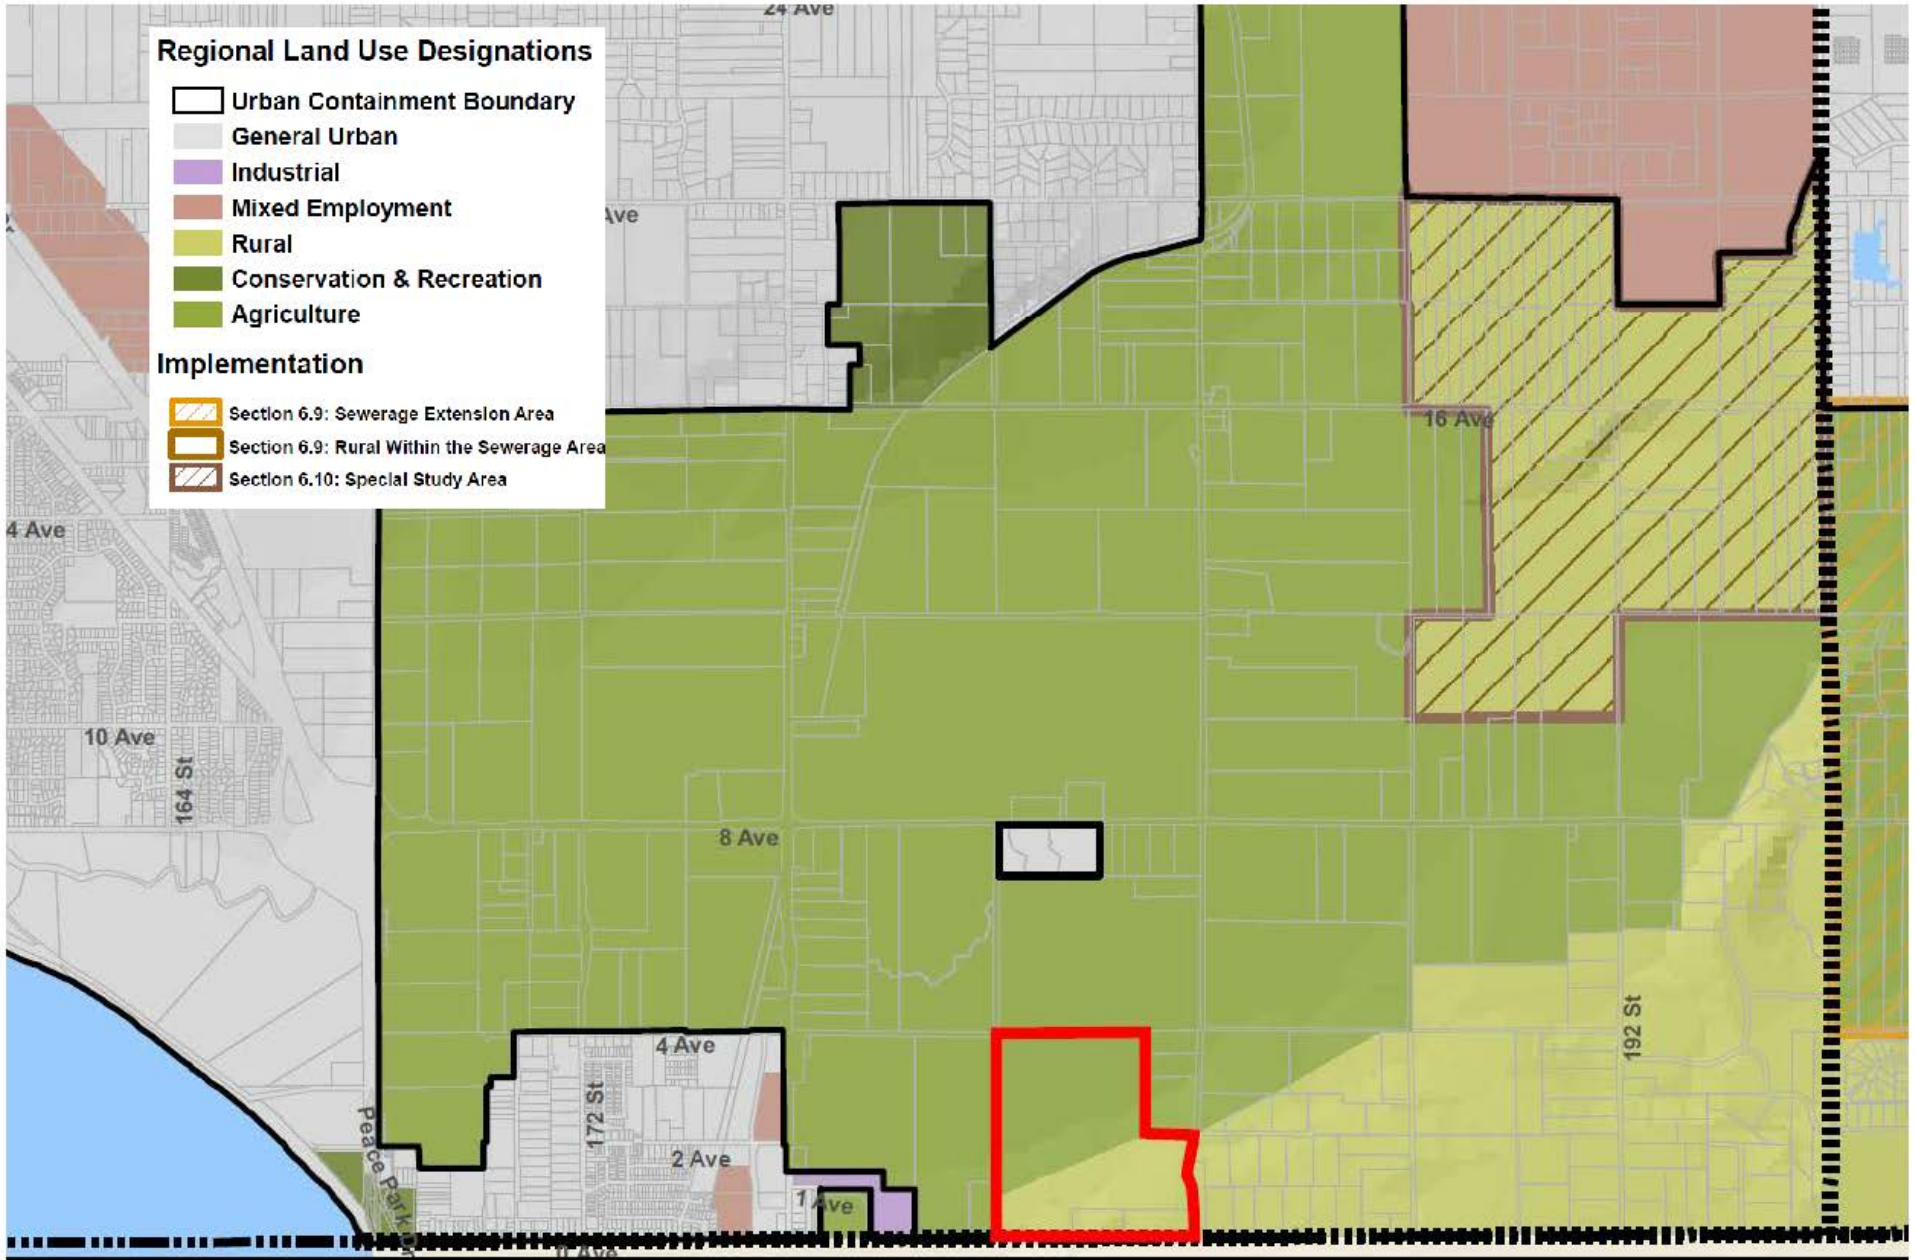 24 Ave
Regional Land Use Designations
Urban Containment Boundary
General Urban
Industrial
Mixed Employment
Rural
Conservation & Recreation
Agriculture
Implementation
Section 6.9: Sewerage Extension Area
Section 6.9: Rural Within the Sewerage Area
Section 6.10: Special Study Area
Ave
16 Ave
4 Ave
10 Ave
164 St
8 Ave
192 St
4 Ave
172 St
2 Ave
Peace Park Dr
1 Ave
0 Ave